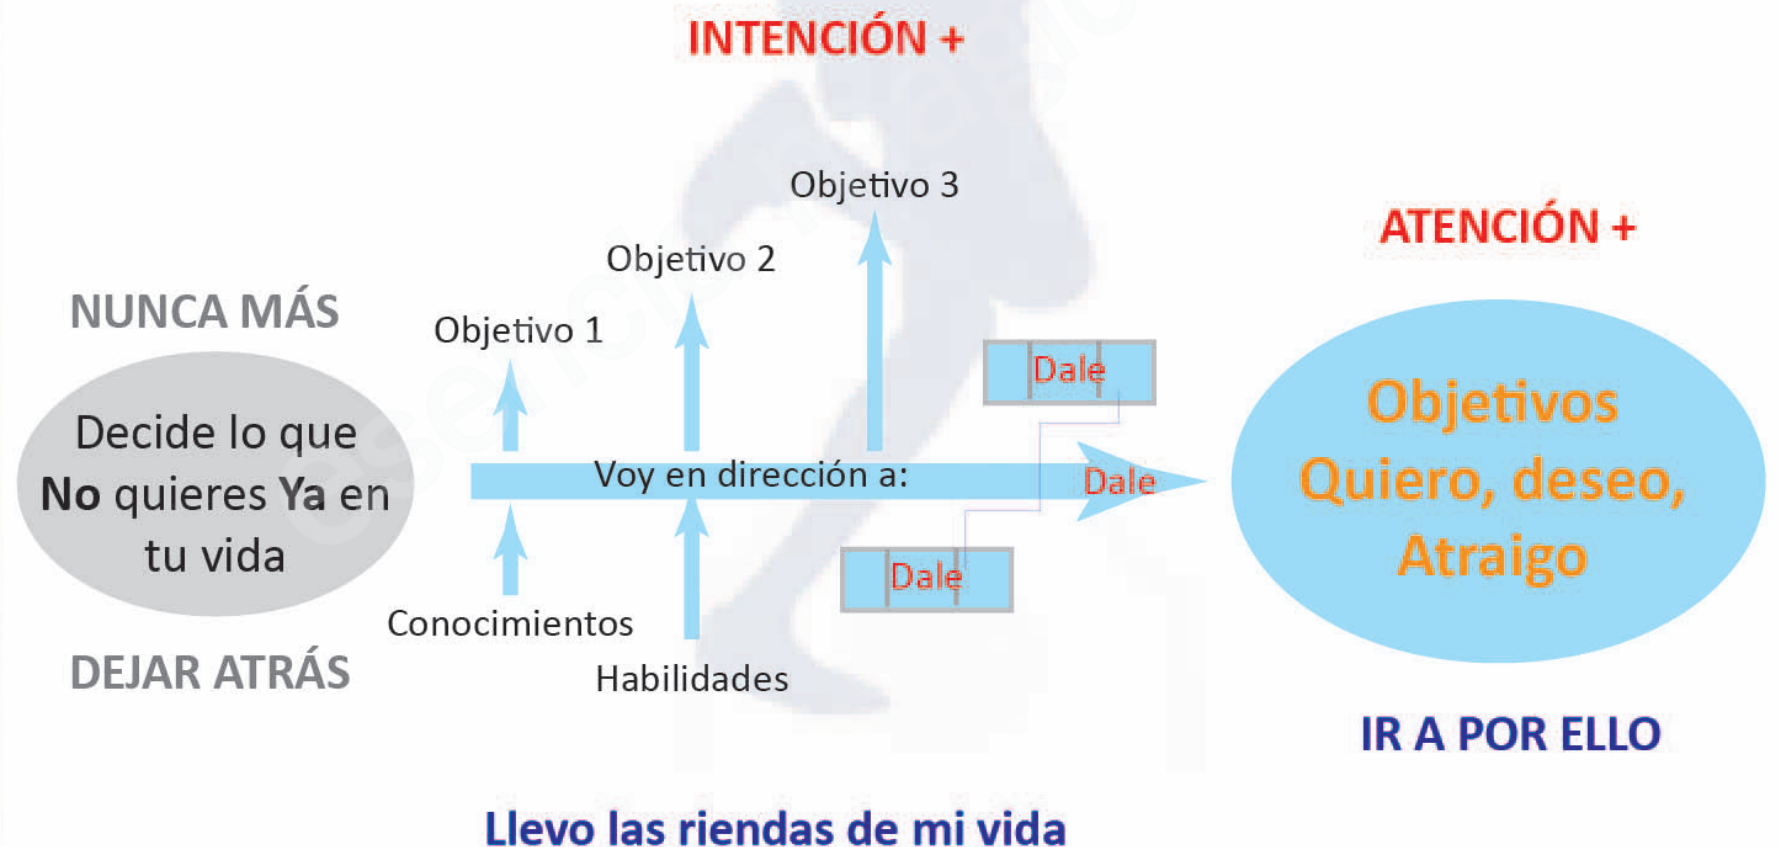 INTENCIÓN +
Objetivo 3
ATENCIÓN +
Objetivo 2
NUNCA MÁS
Objetivo 1
Decide lo que
No quieres Ya en
tu vida
Dale
Voy en dirección a:
Dale
Objetivos
Quiero, deseo,
Atraigo
Dale
Conocimientos
DEJAR ATRÁS
Habilidades
IR A POR ELLO
Llevo las riendas de mi vida